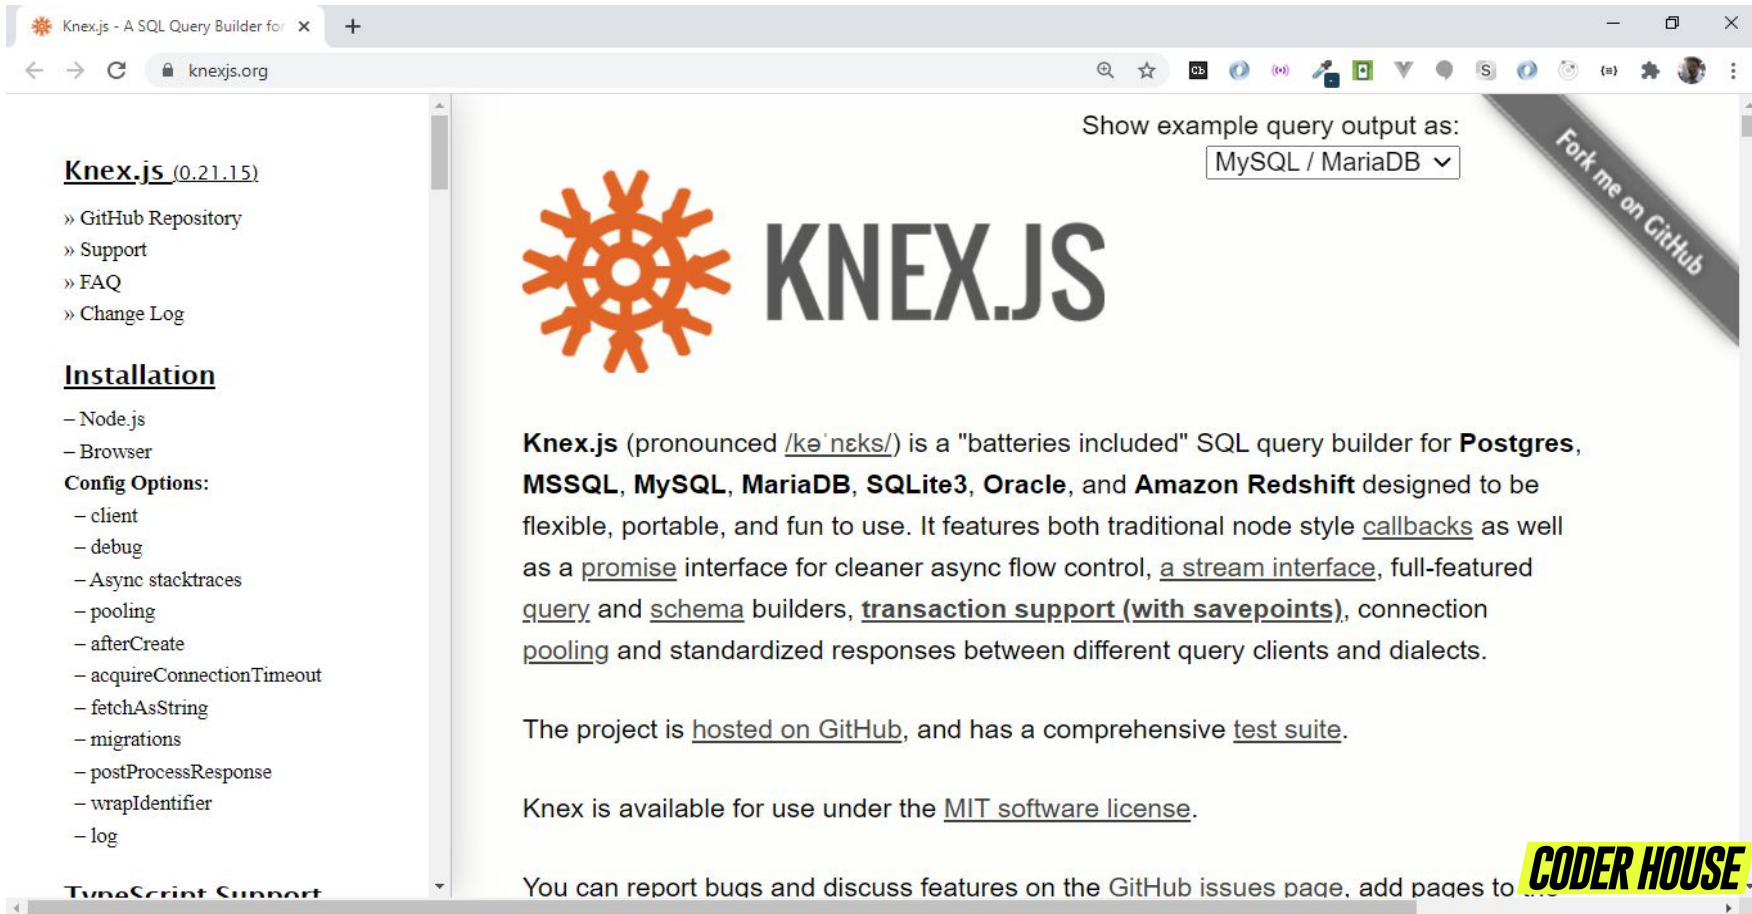 Knex.js - A SQL Query Builder for
knexjs.org
Knex.js (0.21.15)
» GitHub Repository
» Support
» FAQ
» Change Log
Installation
– Node.js
– Browser
Config Options:
– client
– debug
– Async stacktraces
– pooling
– afterCreate
– acquireConnectionTimeout
– fetchAsString
– migrations
– postProcessResponse
– wrapIdentifier
– log
TypeScript Support
Show example query output as:
MySQL / MariaDB
Fork me on GitHub
KNEX.JS
Knex.js (pronounced /kəˈnɛks/) is a "batteries included" SQL query builder for Postgres,
MSSQL, MySQL, MariaDB, SQLite3, Oracle, and Amazon Redshift designed to be
flexible, portable, and fun to use. It features both traditional node style callbacks as well
as a promise interface for cleaner async flow control, a stream interface, full-featured
query and schema builders, transaction support (with savepoints), connection
pooling and standardized responses between different query clients and dialects.
The project is hosted on GitHub, and has a comprehensive test suite.
Knex is available for use under the MIT software license.
You can report bugs and discuss features on the GitHub issues page, add pages to
CODER HOUSE